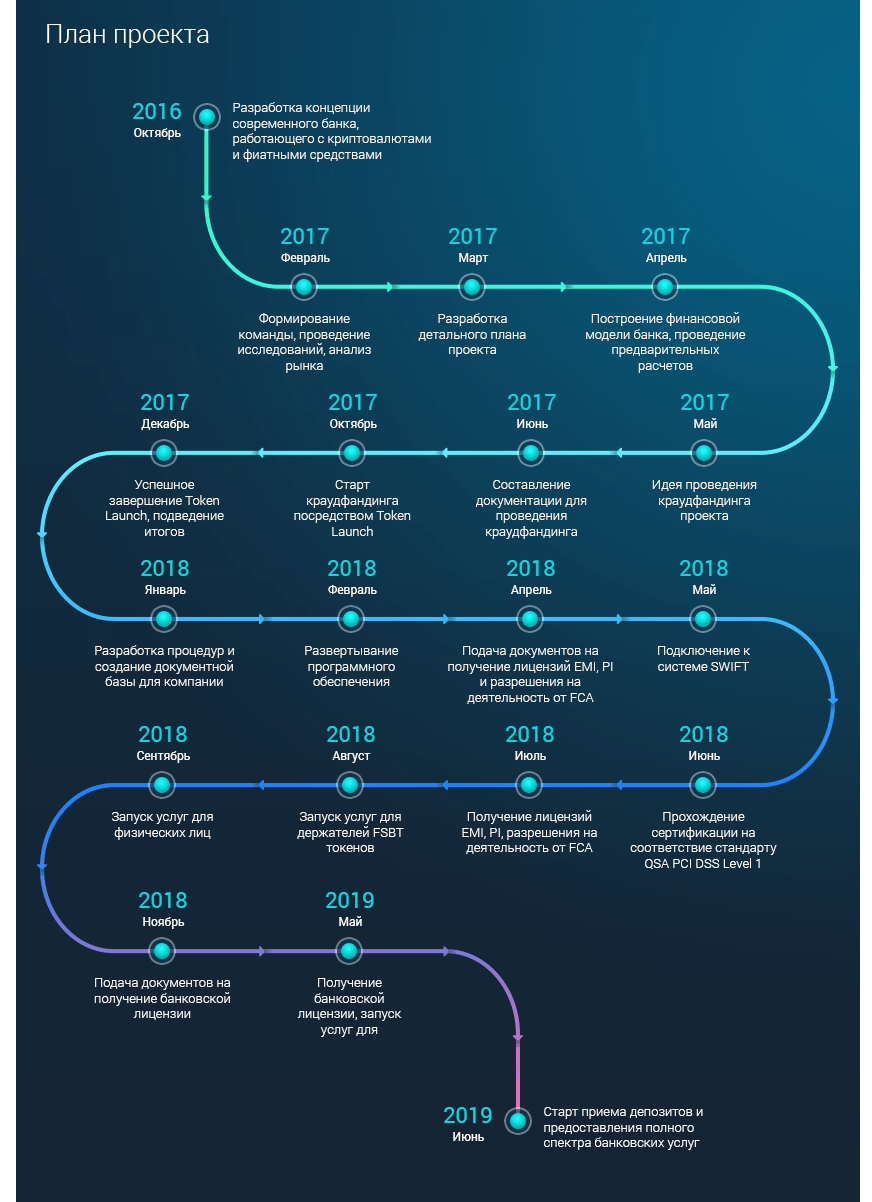 План проекта
2016
Октябрь
Разработка концепции
современного банка,
работающего с криптовалютами
и фиатными средствами
2017
Февраль
Формирование
команды, проведение
исследований, анализ
рынка
2017
Март
Разработка
детального плана
проекта
2017
Апрель
Построение финансовой
модели банка, проведение
предварительных
расчетов
2017
Май
Идея проведения
краудфандинга
проекта
2017
Июнь
Составление
документации для
проведения
краудфандинга
2017
Октябрь
Старт
краудфандинга
посредством Token
Launch
2017
Декабрь
Успешное
завершение Token
Launch, подведение
итогов
2018
Январь
Разработка процедур и
создание документной
базы для компании
2018
Февраль
Развертывание
программного
обеспечения
2018
Апрель
Подача документов на
получение лицензий EMI, PI
и разрешения на
деятельность от FCA
2018
Май
Подключение к
системе SWIFT
2018
Июнь
Прохождение
сертификации на
соответствие стандарту
QSA PCI DSS Level 1
2018
Июль
Получение лицензий
EMI, PI, разрешения на
деятельность от FCA
2018
Август
Запуск услуг для
держателей FSBT
токенов
2018
Сентябрь
Запуск услуг для
физических лиц
2018
Ноябрь
Подача документов на
получение банковской
лицензии
2019
Май
Получение
банковской
лицензии, запуск
услуг для
2019
Июнь
Старт приема депозитов и
предоставления полного
спектра банковских услуг